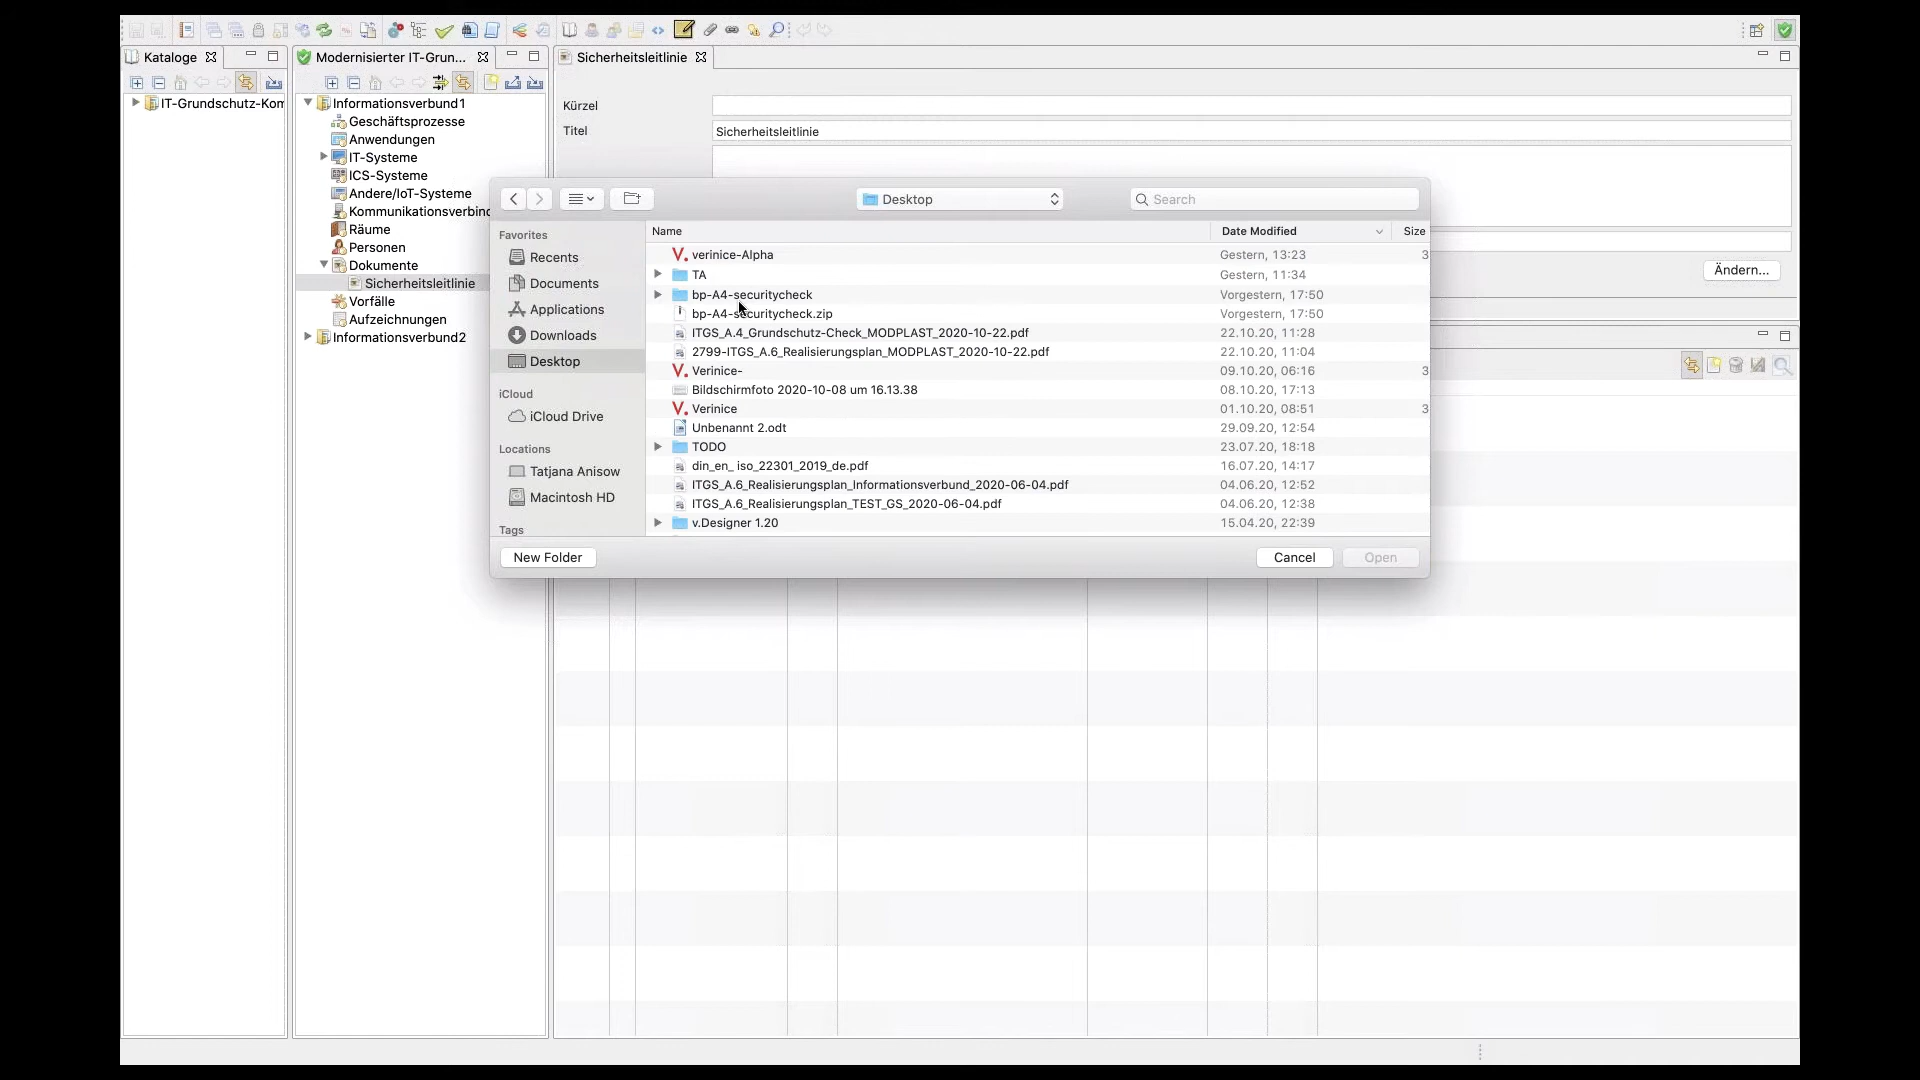 Kataloge
Modernisierter IT-Grun...
Sicherheitsleitlinie
IT-Grundschutz-Kom
Informationsverbund1
Geschäftsprozesse
Anwendungen
IT-Systeme
ICS-Systeme
Andere/IoT-Systeme
Kommunikationsverbind
Räume
Personen
Dokumente
Sicherheitsleitlinie
Vorfälle
Aufzeichnungen
Informationsverbund2
Kürzel
Titel
Sicherheitsleitlinie
Ändern...
Desktop
Search
Favorites
Recents
Documents
Applications
Downloads
Desktop
iCloud
iCloud Drive
Locations
Tatjana Anisow
Macintosh HD
Tags
Name Date Modified Size
verinice-Alpha Gestern, 13:23 3
TA Gestern, 11:34
bp-A4-securitycheck Vorgestern, 17:50
bp-A4-securitycheck.zip Vorgestern, 17:50
ITGS_A.4_Grundschutz-Check_MODPLAST_2020-10-22.pdf 22.10.20, 11:28
2799-ITGS_A.6_Realisierungsplan_MODPLAST_2020-10-22.pdf 22.10.20, 11:04
Verinice- 09.10.20, 06:16 3
Bildschirmfoto 2020-10-08 um 16.13.38 08.10.20, 17:13
Verinice 01.10.20, 08:51 3
Unbenannt 2.odt 29.09.20, 12:54
TODO 23.07.20, 18:18
din_en_ iso_22301_2019_de.pdf 16.07.20, 14:17
ITGS_A.6_Realisierungsplan_Informationsverbund_2020-06-04.pdf 04.06.20, 12:52
ITGS_A.6_Realisierungsplan_TEST_GS_2020-06-04.pdf 04.06.20, 12:38
v.Designer 1.20 15.04.20, 22:39
New Folder
Cancel
Open